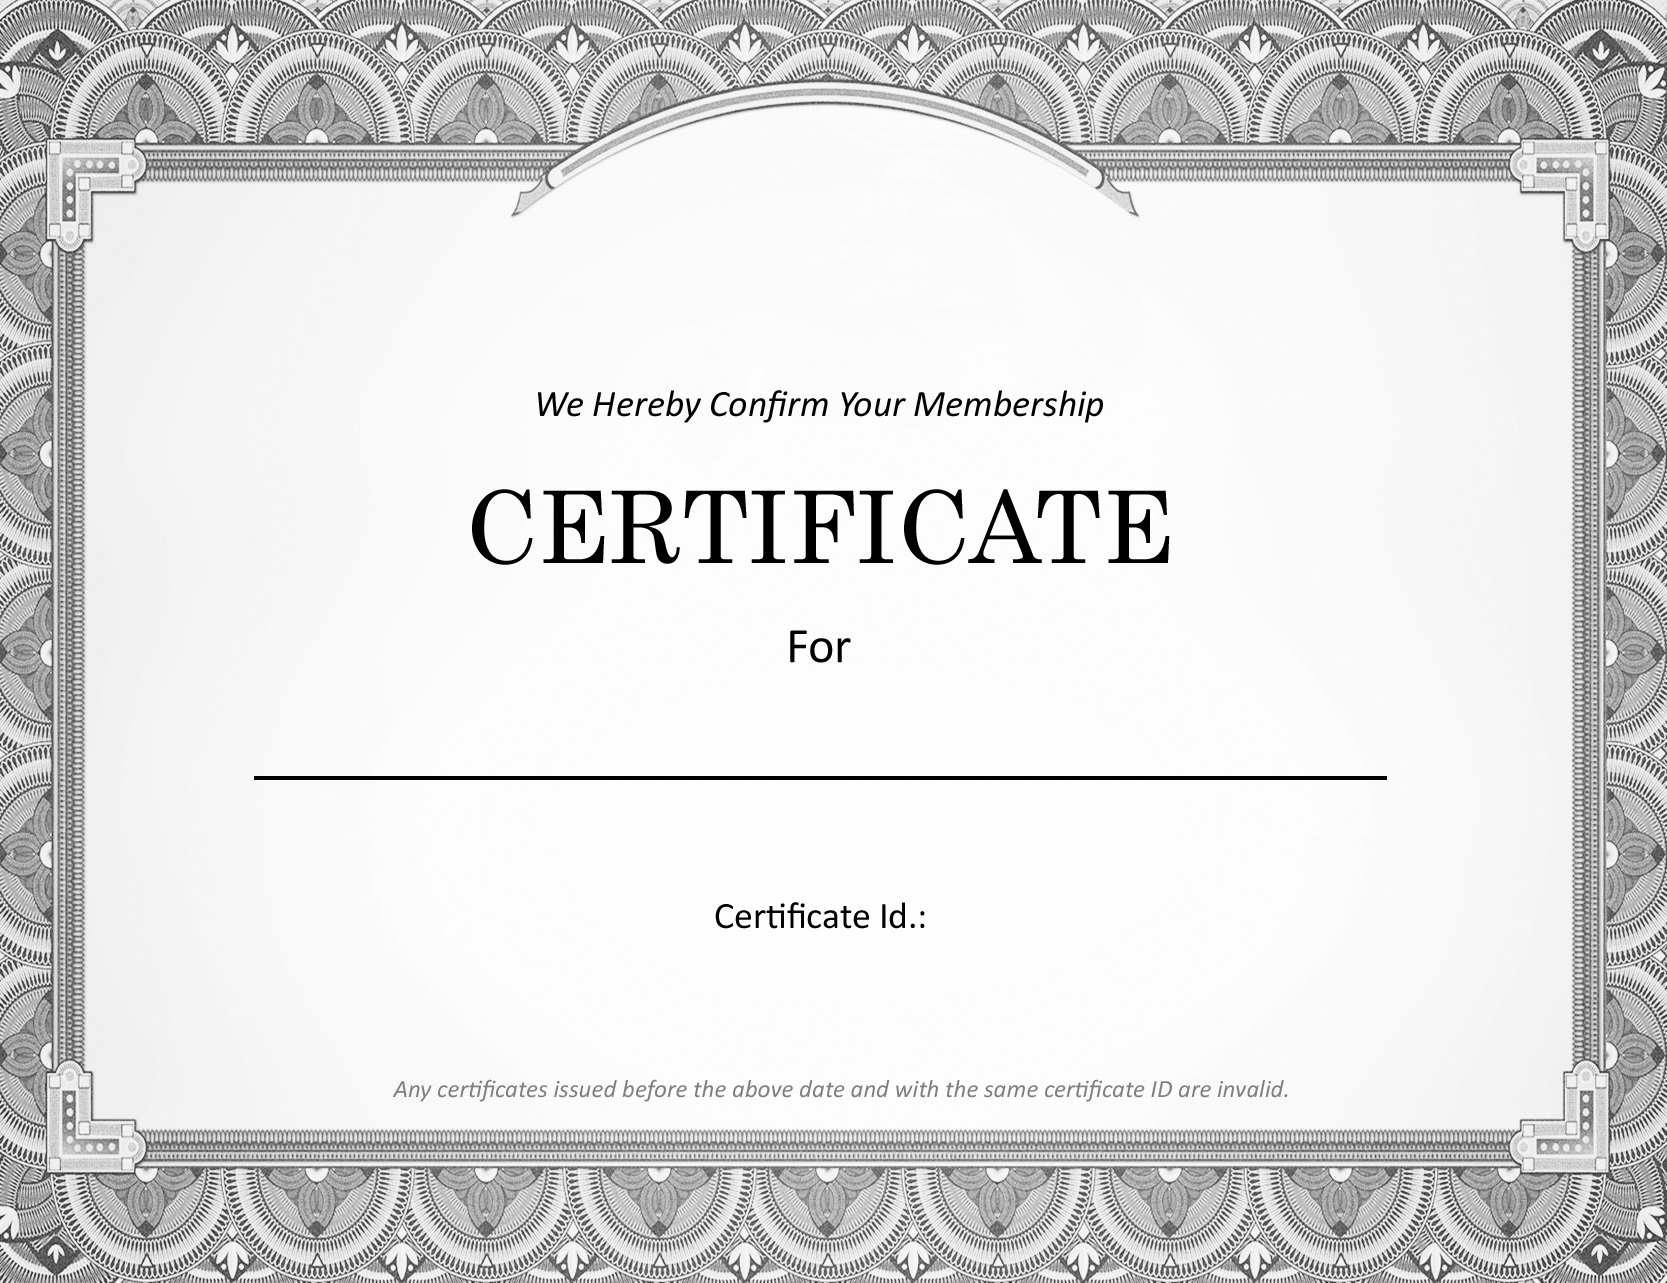 We Hereby Confirm Your Membership
CERTIFICATE
For
Certificate Id.:
Any certificates issued before the above date and with the same certificate ID are invalid.